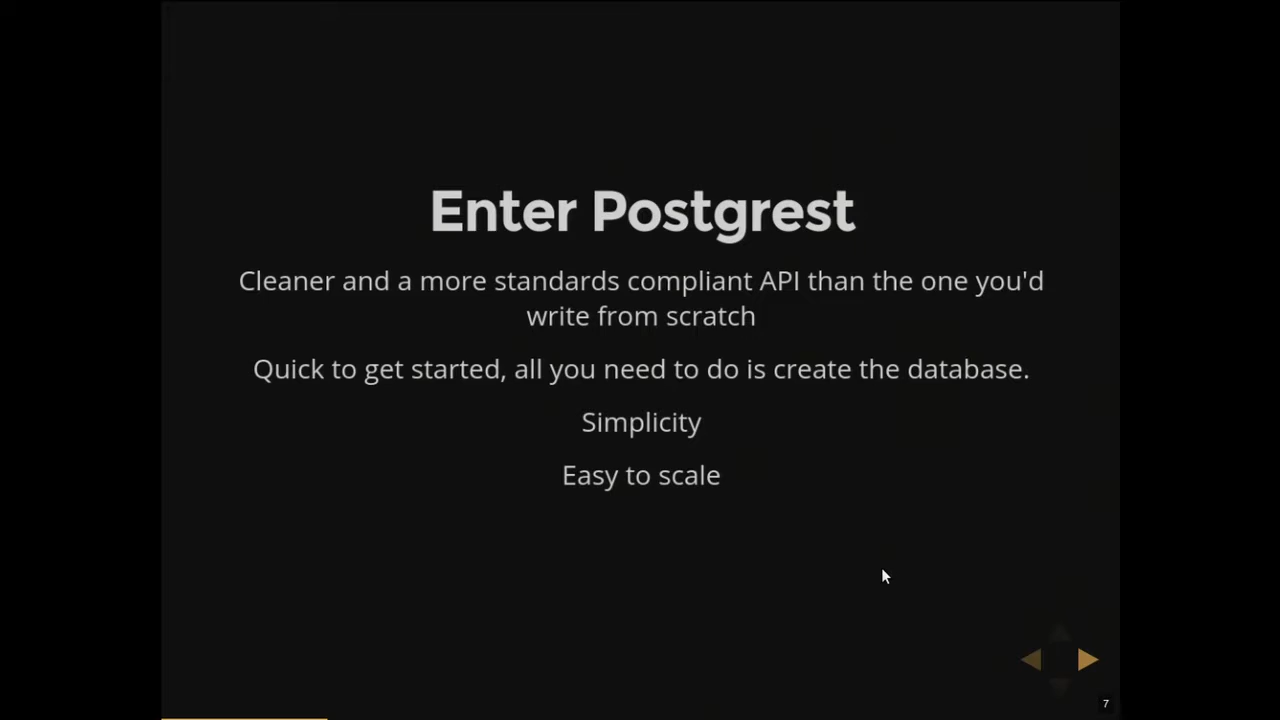 Enter Postgrest
Cleaner and a more standards compliant API than the one you'd
write from scratch
Quick to get started, all you need to do is create the database.
Simplicity
Easy to scale
7